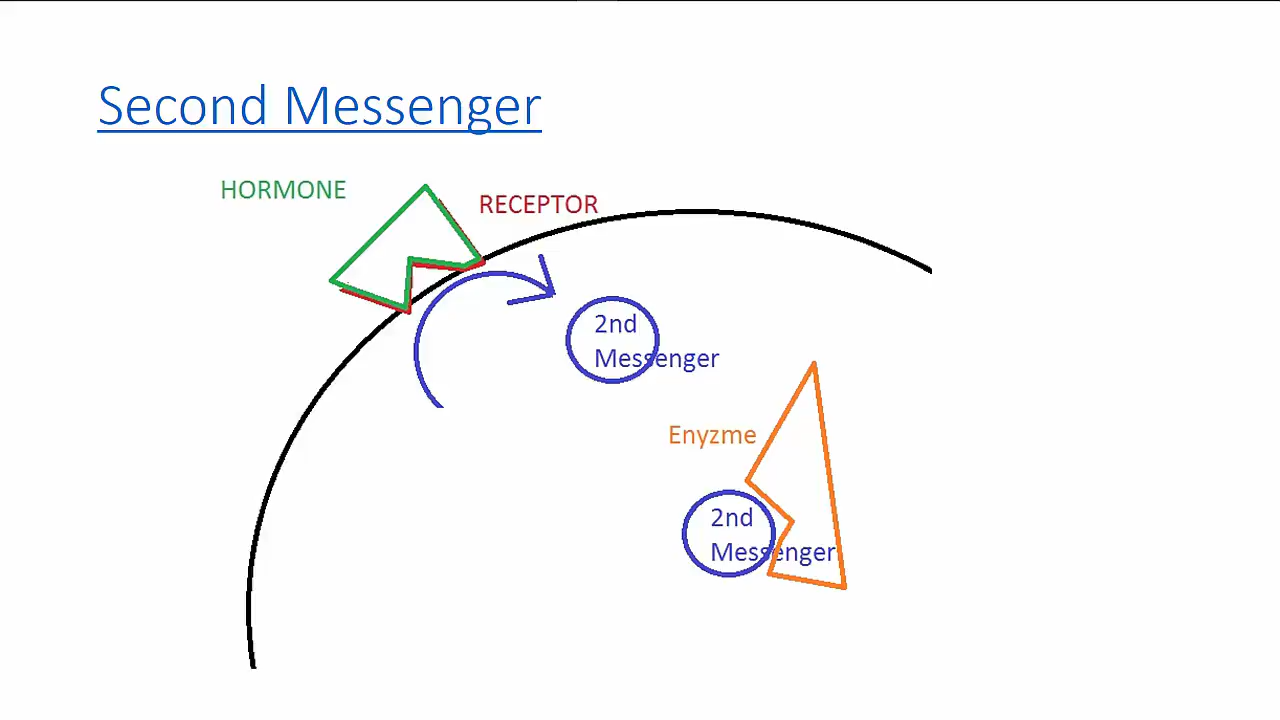 Second Messenger
HORMONE
RECEPTOR
2nd
Messenger
Enyzme
2nd
Messenger